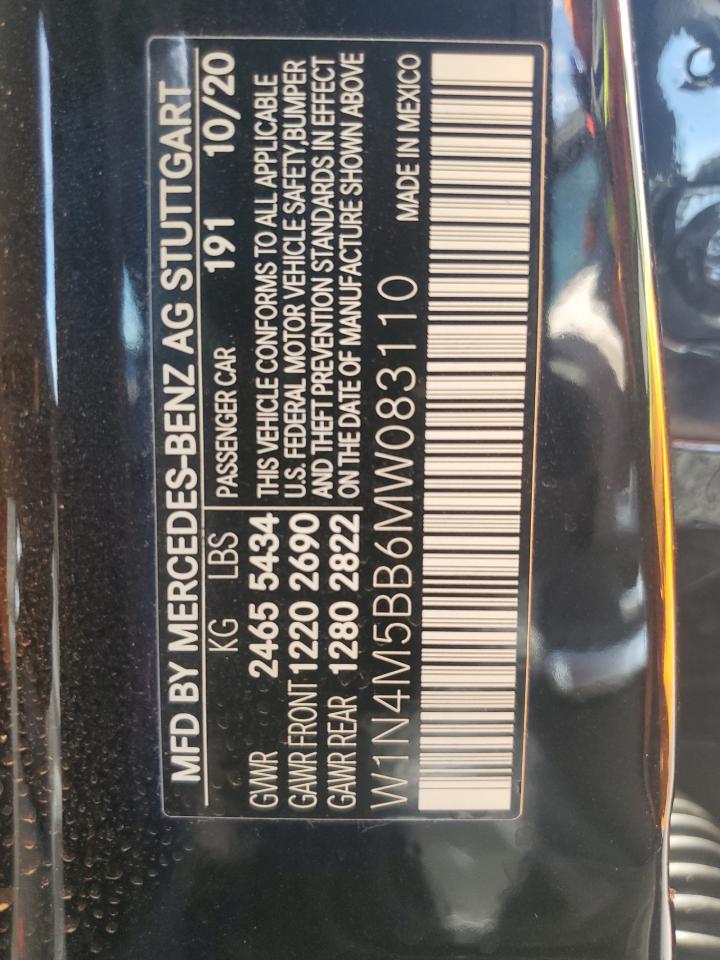 MFD BY MERCEDES-BENZ AG STUTTGART
KG LBS PASSENGER CAR 191 10/20
GVWR 2465 5434
GAWR FRONT 1220 2690
GAWR REAR 1280 2822
THIS VEHICLE CONFORMS TO ALL APPLICABLE
U.S. FEDERAL MOTOR VEHICLE SAFETY,BUMPER
AND THEFT PREVENTION STANDARDS IN EFFECT
ON THE DATE OF MANUFACTURE SHOWN ABOVE
W1N4M5BB6MW083110 MADE IN MEXICO